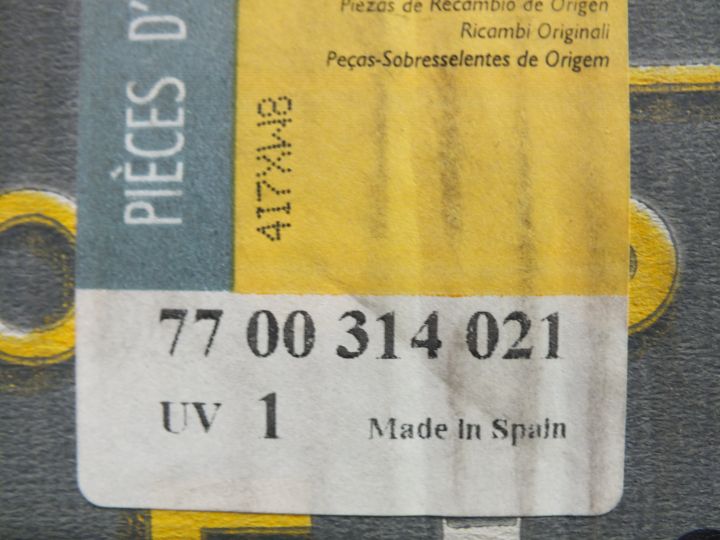 Piezas de Recambio de Origen
Ricambi Originali
Peças-Sobresselentes de Origem
PIÈCES D'
417XW8
77 00 314 021
UV 1 Made In Spain